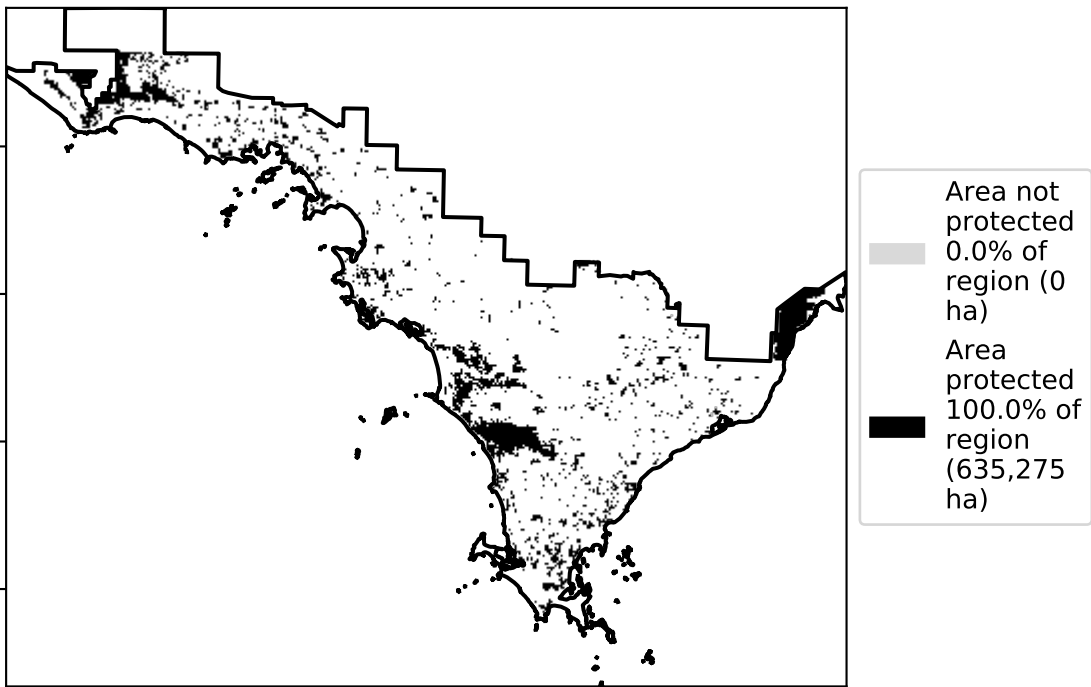 Area not
protected
0.0% of
region (0
ha)
Area
protected
100.0% of
region
(635,275
ha)